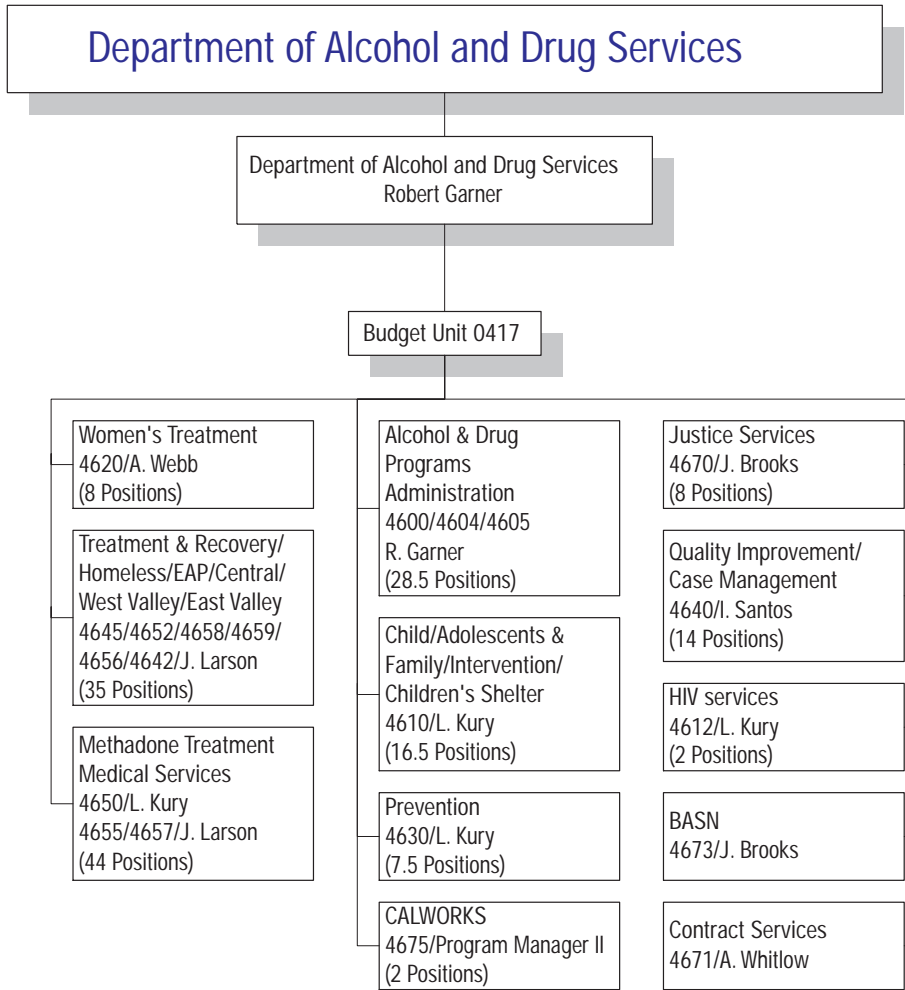 Department of Alcohol and Drug Services
Department of Alcohol and Drug Services
Robert Garner
Budget Unit 0417
Women's Treatment
4620/A. Webb
(8 Positions)
Treatment & Recovery/
Homeless/EAP/Central/
West Valley/East Valley
4645/4652/4658/4659/
4656/4642/J. Larson
(35 Positions)
Methadone Treatment
Medical Services
4650/L. Kury
4655/4657/J. Larson
(44 Positions)
Alcohol & Drug
Programs
Administration
4600/4604/4605
R. Garner
(28.5 Positions)
Child/Adolescents &
Family/Intervention/
Children's Shelter
4610/L. Kury
(16.5 Positions)
Prevention
4630/L. Kury
(7.5 Positions)
CALWORKS
4675/Program Manager II
(2 Positions)
Justice Services
4670/J. Brooks
(8 Positions)
Quality Improvement/
Case Management
4640/I. Santos
(14 Positions)
HIV services
4612/L. Kury
(2 Positions)
BASN
4673/J. Brooks
Contract Services
4671/A. Whitlow